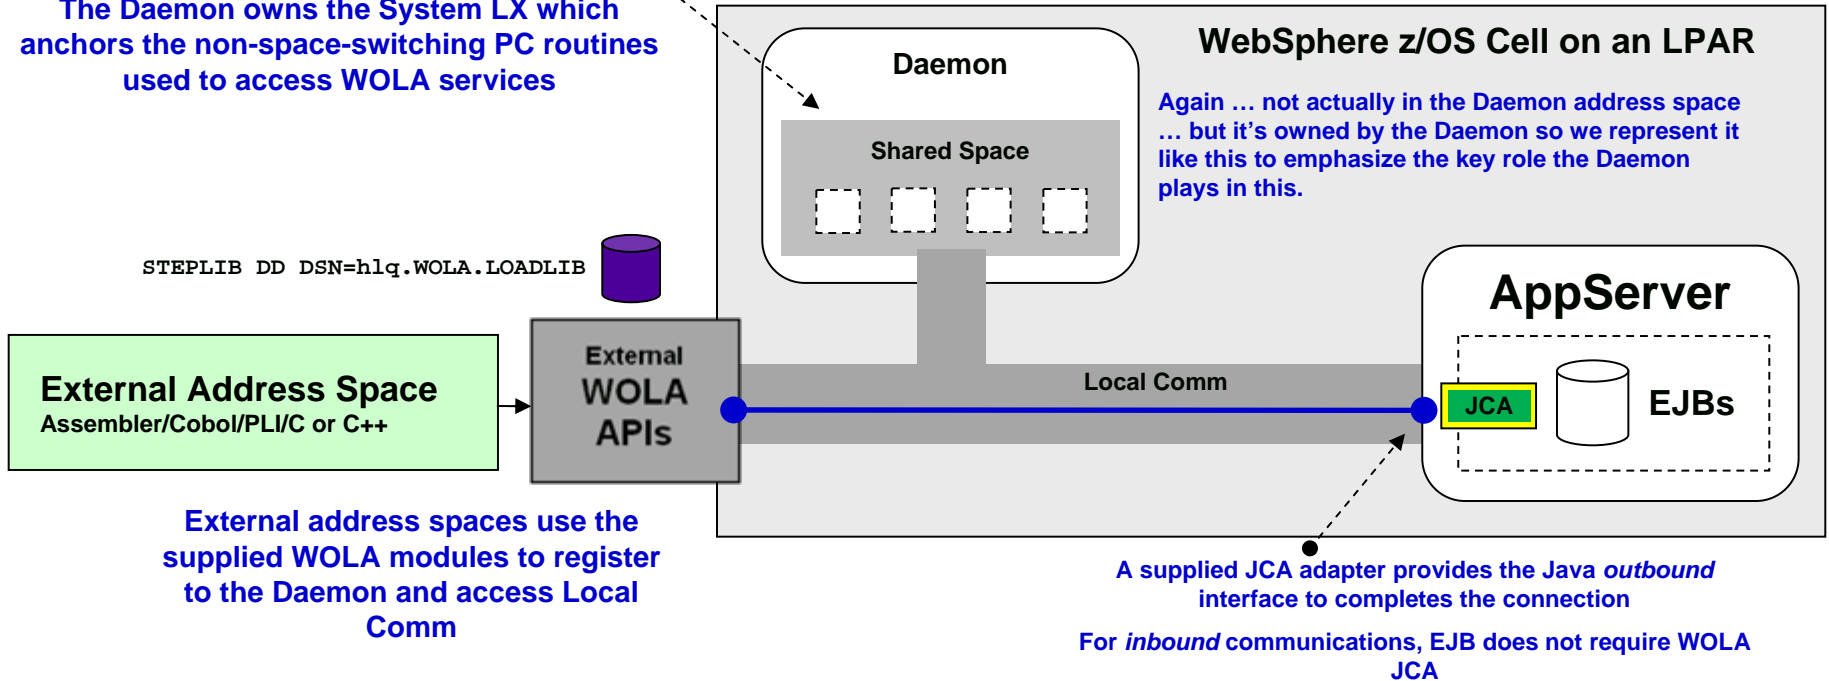 The Daemon owns the System LX which
anchors the non-space-switching PC routines
used to access WOLA services
WebSphere z/OS Cell on an LPAR
Daemon
Again … not actually in the Daemon address space
… but it's owned by the Daemon so we represent it
like this to emphasize the key role the Daemon
plays in this.
Shared Space
STEPLIB DD DSN=hlq.WOLA.LOADLIB
AppServer
External
WOLA
APIs
External Address Space
Assembler/Cobol/PLI/C or C++
Local Comm
JCA
EJBs
External address spaces use the
supplied WOLA modules to register
to the Daemon and access Local
Comm
A supplied JCA adapter provides the Java outbound
interface to completes the connection
For inbound communications, EJB does not require WOLA
JCA